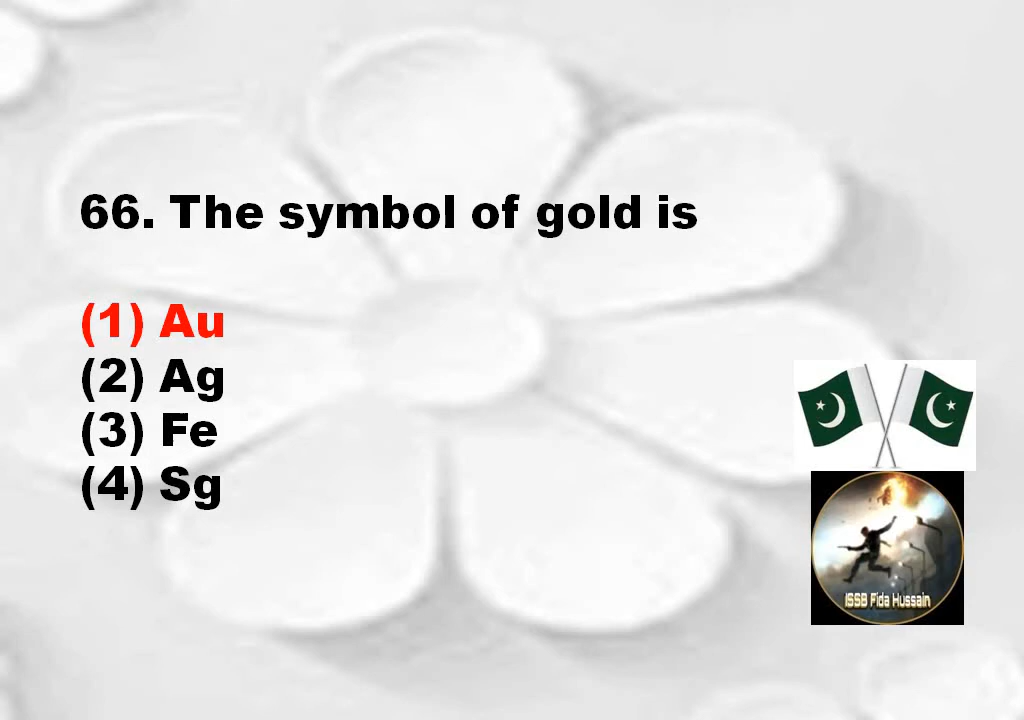 66. The symbol of gold is
(1) Au
(2) Ag
(3) Fe
(4) Sg
ISSB Fida Hussain